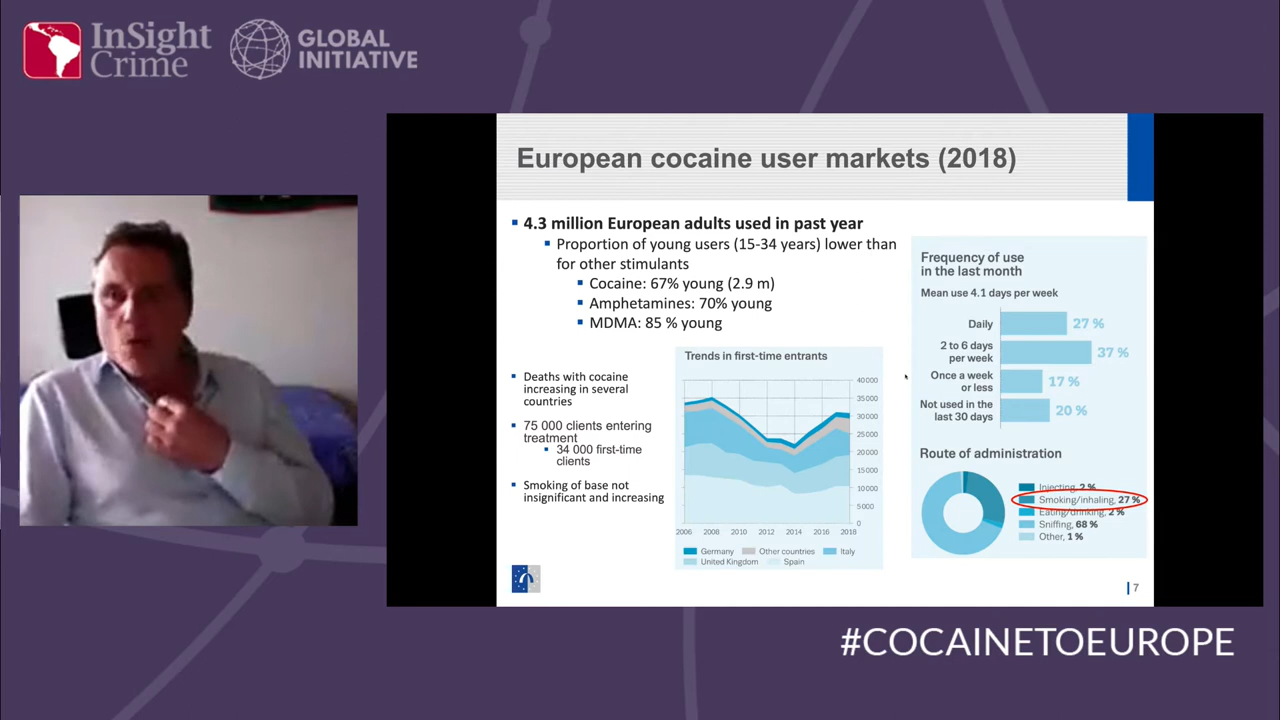 InSight
Crime
GLOBAL
INITIATIVE
European cocaine user markets (2018)
4.3 million European adults used in past year
Proportion of young users (15-34 years) lower than
for other stimulants
Cocaine: 67% young (2.9 m)
Amphetamines: 70% young
MDMA: 85 % young
Deaths with cocaine
increasing in several
countries
75 000 clients entering
treatment
34 000 first-time
clients
Smoking of base not
insignificant and increasing
Trends in first-time entrants
40000
35000
30000
25000
20000
15000
10000
5000
0
2006 2008 2010 2012 2014 2016 2018
Germany Other countries Italy
United Kingdom Spain
Frequency of use
in the last month
Mean use 4.1 days per week
Daily 27 %
2 to 6 days
per week 37 %
Once a week
or less 17 %
Not used in the
last 30 days 20 %
Route of administration
Injecting, 2 %
Smoking/inhaling, 27 %
Eating/drinking, 2 %
Sniffing, 68 %
Other, 1 %
7
#COCAINETOEUROPE